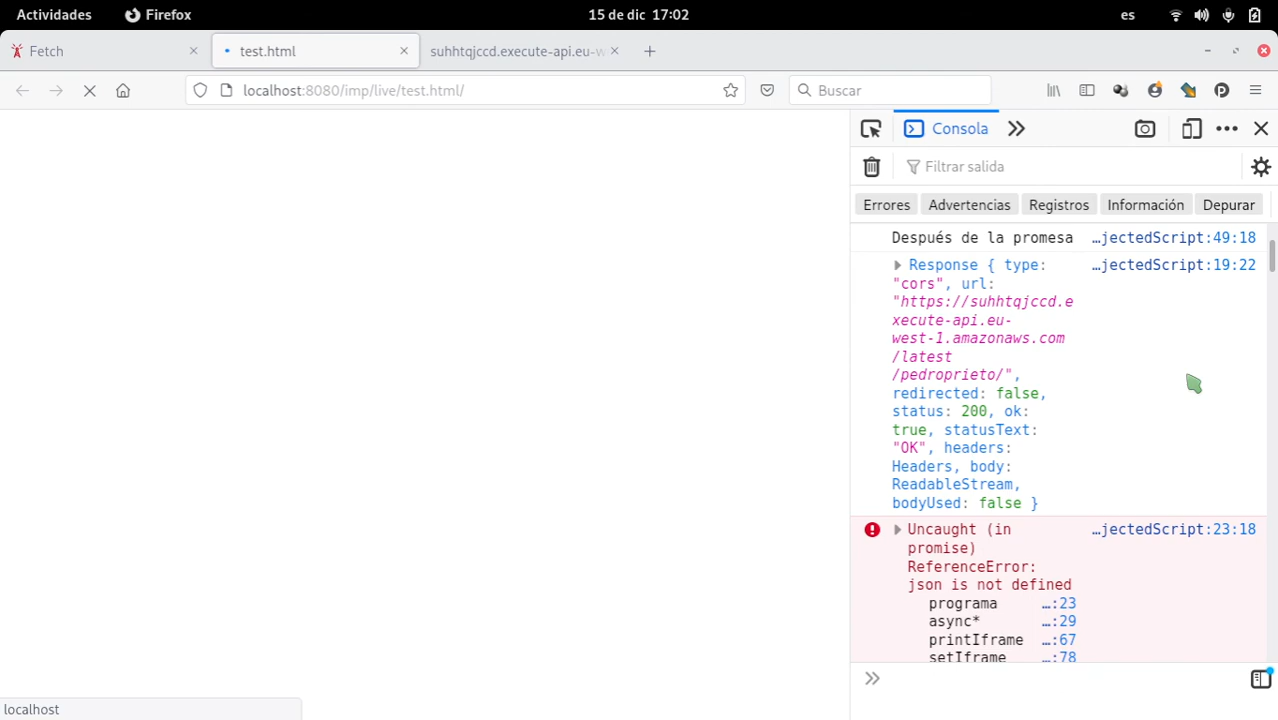 Actividades Firefox 15 de dic 17:02 es
Fetch test.html suhhtqjccd.execute-api.eu-w
localhost:8080/imp/live/test.html/ Buscar
Consola
Filtrar salida
Errores Advertencias Registros Información Depurar
Después de la promesa …jectedScript:49:18
Response { type: …jectedScript:19:22
"cors", url:
"https://suhhtqjccd.e
xecute-api.eu-
west-1.amazonaws.com
/latest
/pedroprieto/",
redirected: false,
status: 200, ok:
true, statusText:
"OK", headers:
Headers, body:
ReadableStream,
bodyUsed: false }
Uncaught (in …jectedScript:23:18
promise)
ReferenceError:
json is not defined
programa …:23
async* …:29
printIframe …:67
setIframe …:78
localhost